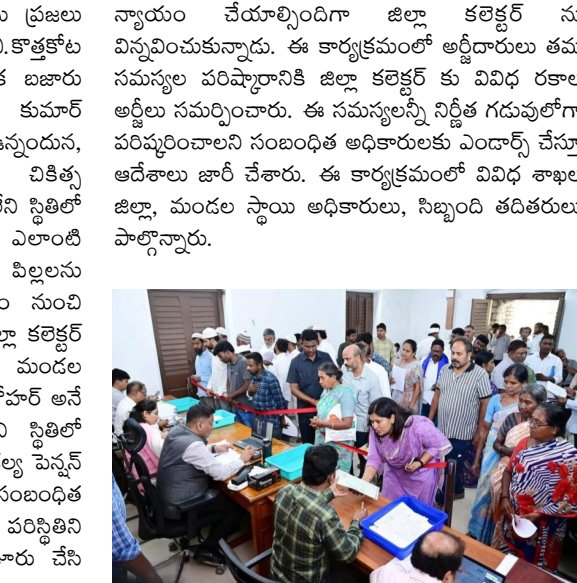 ప్రజలు
కొత్తకోట
బజారు
కుమార్
చికిత్స
స్థితిలో
ఎలాంటి
పిల్లలను
నుంచి
కలెక్టర్
మండల
అనే
స్థితిలో
పెన్షన్
సంబంధిత
పరిస్థితిని
చేసి
న్యాయం చేయాల్సిందిగా జిల్లా కలెక్టర్ ను
విన్నవించుకున్నాడు. ఈ కార్యక్రమంలో అర్జీదారులు తమ
సమస్యల పరిష్కారానికి జిల్లా కలెక్టర్ కు వివిధ రకాల
అర్జీలు సమర్పించారు. ఈ సమస్యలన్నీ నిర్ణీత గడువులోగా
పరిష్కరించాలని సంబంధిత అధికారులకు ఎండార్స్ చేస్తూ
ఆదేశాలు జారీ చేశారు. ఈ కార్యక్రమంలో వివిధ శాఖల
జిల్లా, మండల స్థాయి అధికారులు, సిబ్బంది తదితరులు
పాల్గొన్నారు.